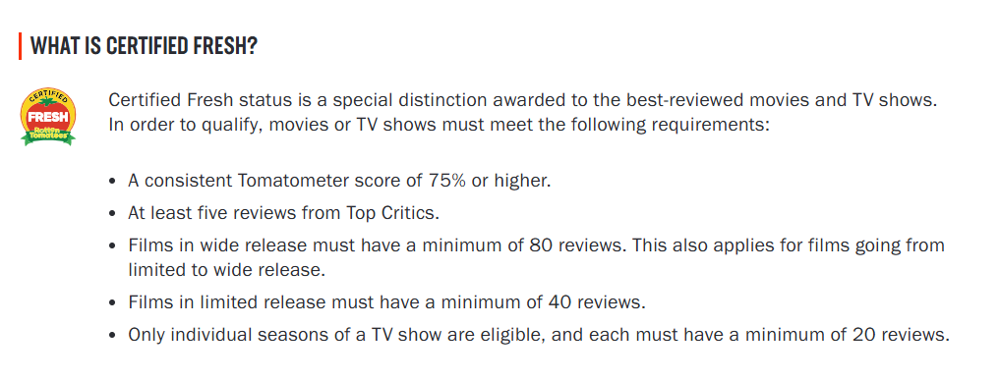 WHAT IS CERTIFIED FRESH?
CERTIFIED
FRESH
Rotten
Tomatoes
Certified Fresh status is a special distinction awarded to the best-reviewed movies and TV shows.
In order to qualify, movies or TV shows must meet the following requirements:
• A consistent Tomatometer score of 75% or higher.
• At least five reviews from Top Critics.
• Films in wide release must have a minimum of 80 reviews. This also applies for films going from
limited to wide release.
• Films in limited release must have a minimum of 40 reviews.
• Only individual seasons of a TV show are eligible, and each must have a minimum of 20 reviews.